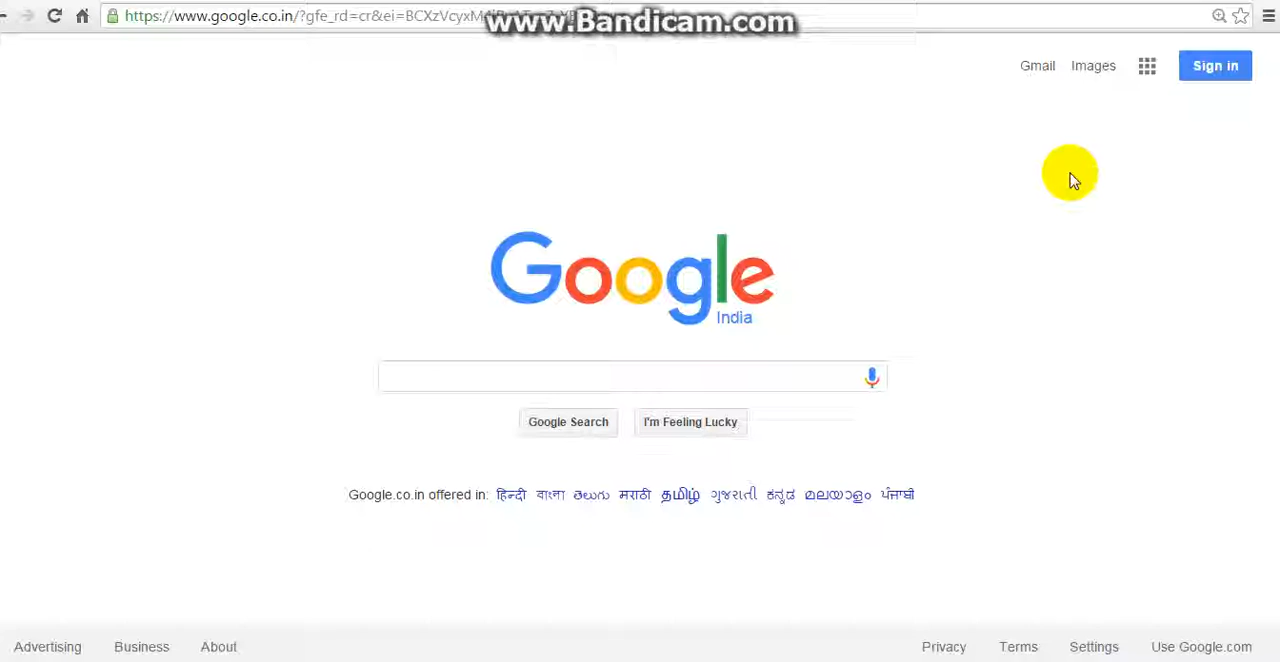 https://www.google.co.in/?gfe_rd=cr&ei=BCXzVcyxM
www.Bandicam.com
Gmail Images Sign in
Google
India
Google Search I'm Feeling Lucky
Google.co.in offered in: हिन्दी বাংলা తెలుగు मराठी தமிழ் ગુજરાતી ಕನ್ನಡ മലയാളം ਪੰਜਾਬੀ
Advertising Business About Privacy Terms Settings Use Google.com